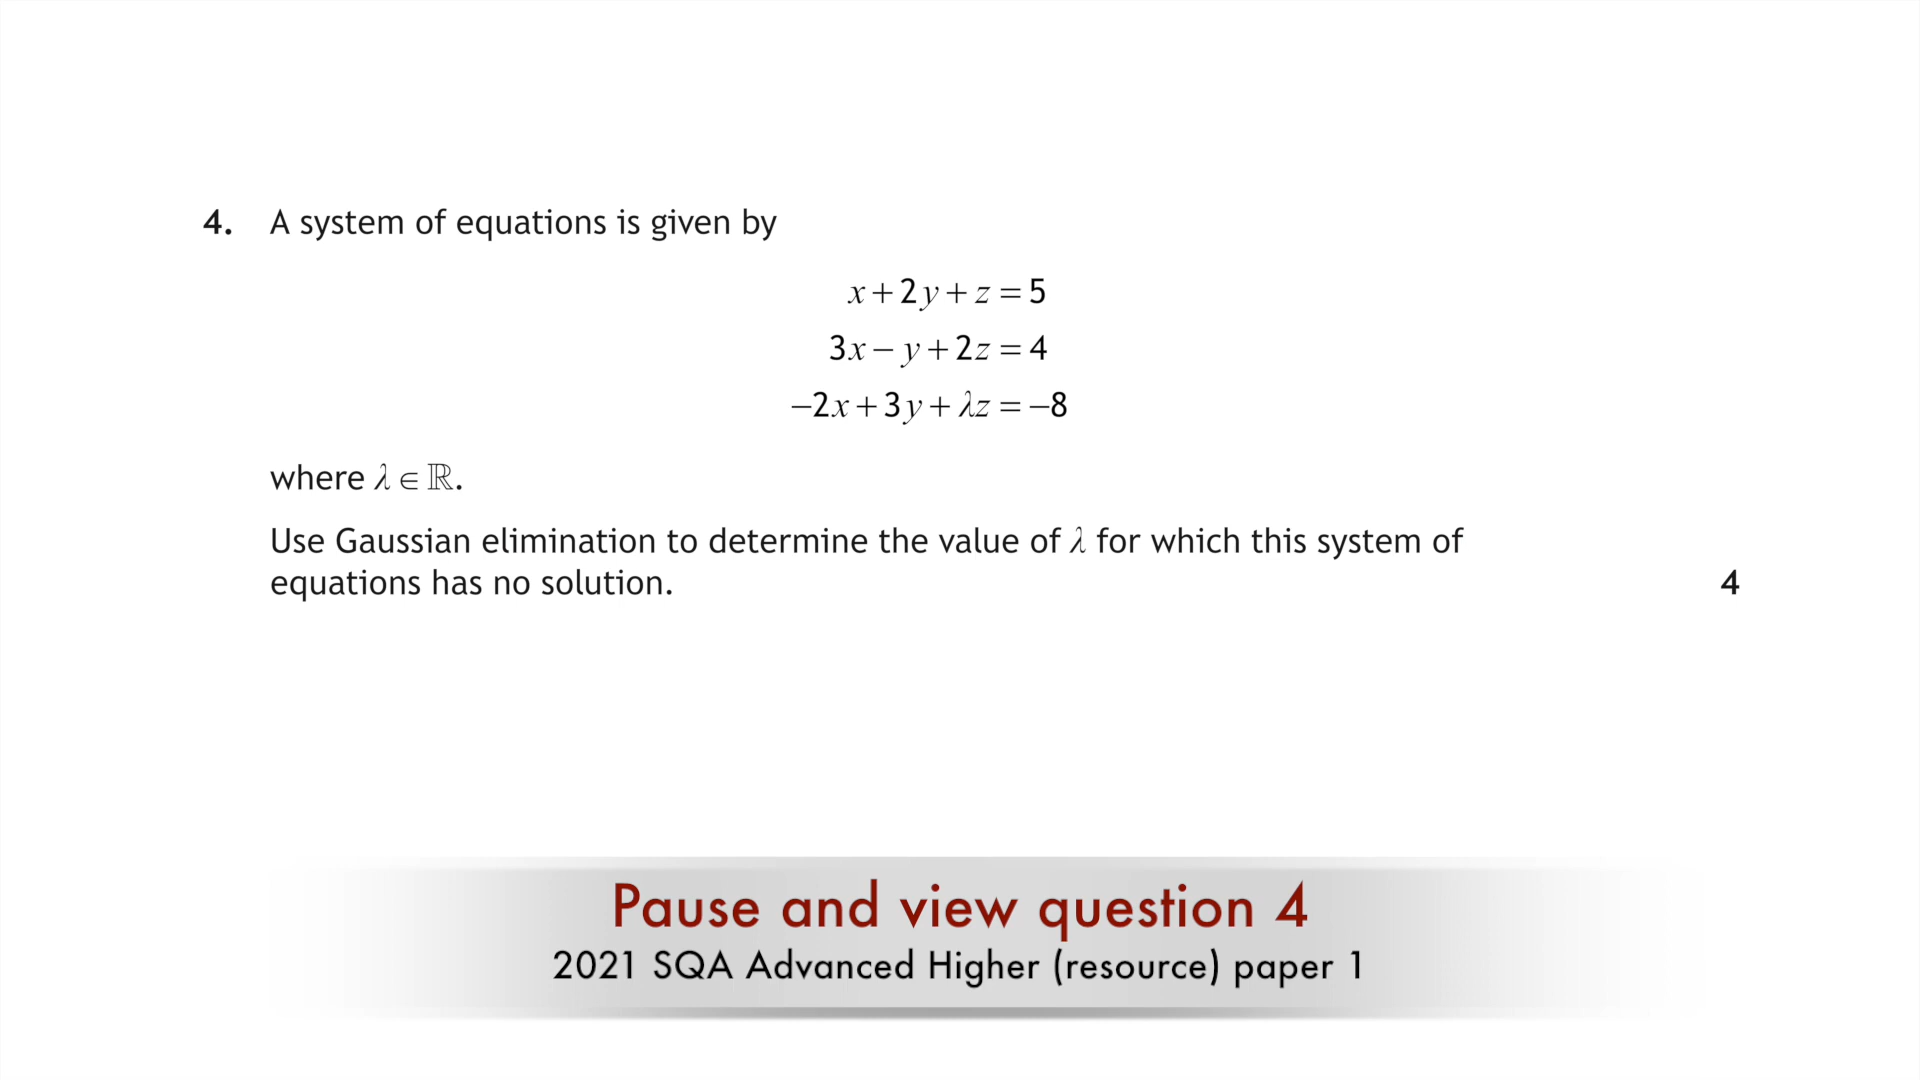 4. A system of equations is given by
x + 2y + z = 5
3x − y + 2z = 4
−2x + 3y + λz = −8
where λ ∈ ℝ.
Use Gaussian elimination to determine the value of λ for which this system of
equations has no solution. 4
Pause and view question 4
2021 SQA Advanced Higher (resource) paper 1